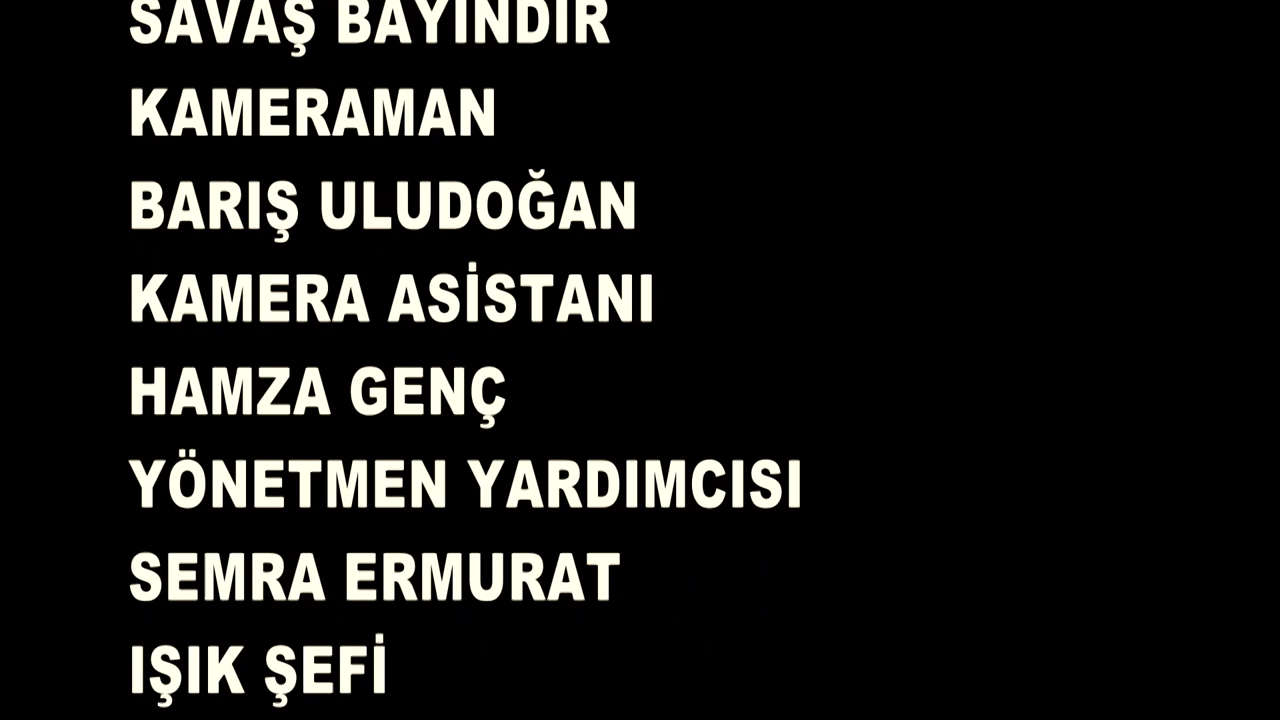 SAVAŞ BAYINDIR
KAMERAMAN
BARIŞ ULUDOĞAN
KAMERA ASİSTANI
HAMZA GENÇ
YÖNETMEN YARDIMCISI
SEMRA ERMURAT
IŞIK ŞEFİ